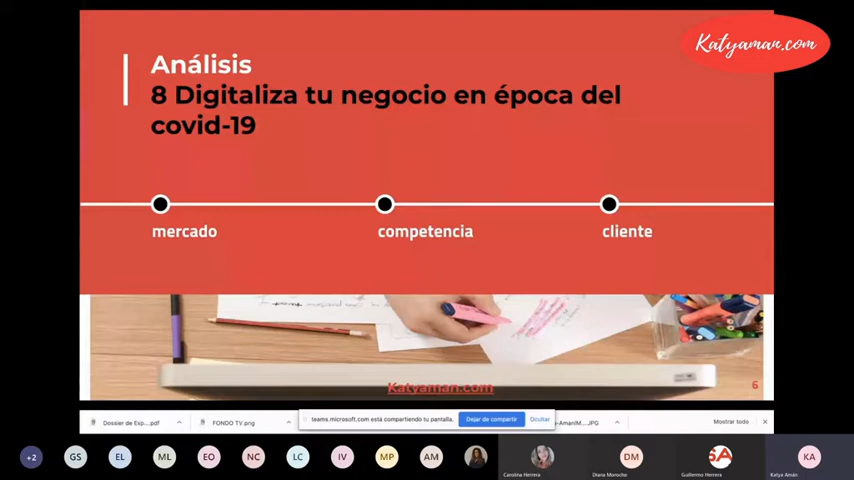 Katyaman.com
Análisis
8 Digitaliza tu negocio en época del
covid-19
mercado
competencia
cliente
Katyaman.com
6
Dossier de Exp....pdf
FONDO TV.png
teams.microsoft.com está compartiendo tu pantalla.
Dejar de compartir
Ocultar
-AmanIM....JPG
Mostrar todo
+2
GS
EL
ML
EO
NC
LC
IV
MP
AM
DM
SA
KA
Carolina Herrera
Diana Monocha
Guillermo Herrera
Katya Amán